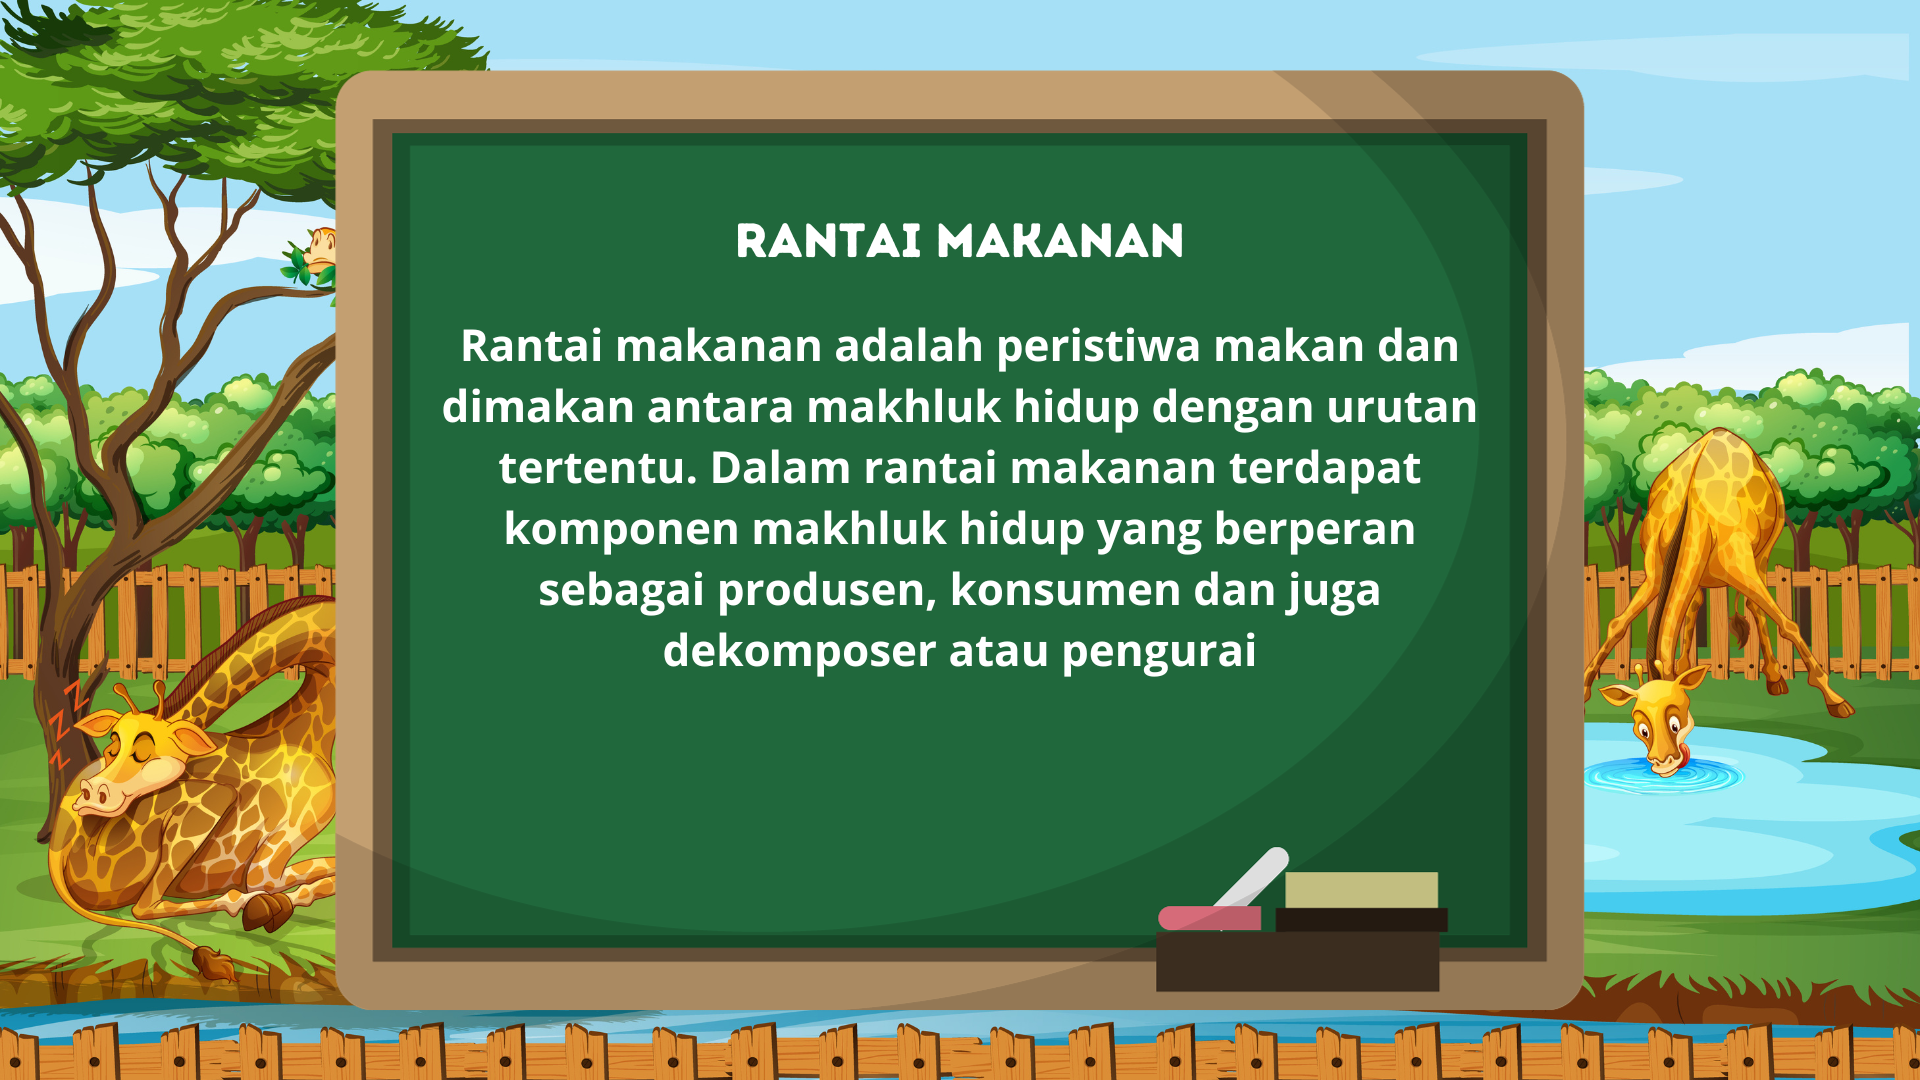 RANTAI MAKANAN
Rantai makanan adalah peristiwa makan dan
dimakan antara makhluk hidup dengan urutan
tertentu. Dalam rantai makanan terdapat
komponen makhluk hidup yang berperan
sebagai produsen, konsumen dan juga
dekomposer atau pengurai
Z
Z
Z